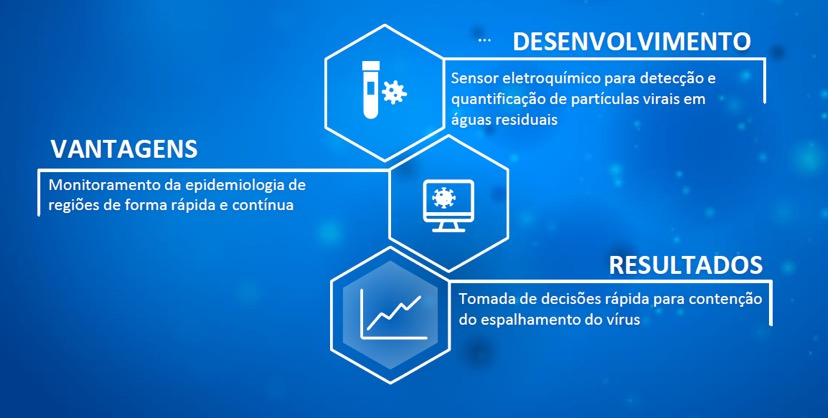 ... DESENVOLVIMENTO
Sensor eletroquímico para detecção e
quantificação de partículas virais em
águas residuais
VANTAGENS
Monitoramento da epidemiologia de
regiões de forma rápida e contínua
RESULTADOS
Tomada de decisões rápida para contenção
do espalhamento do vírus